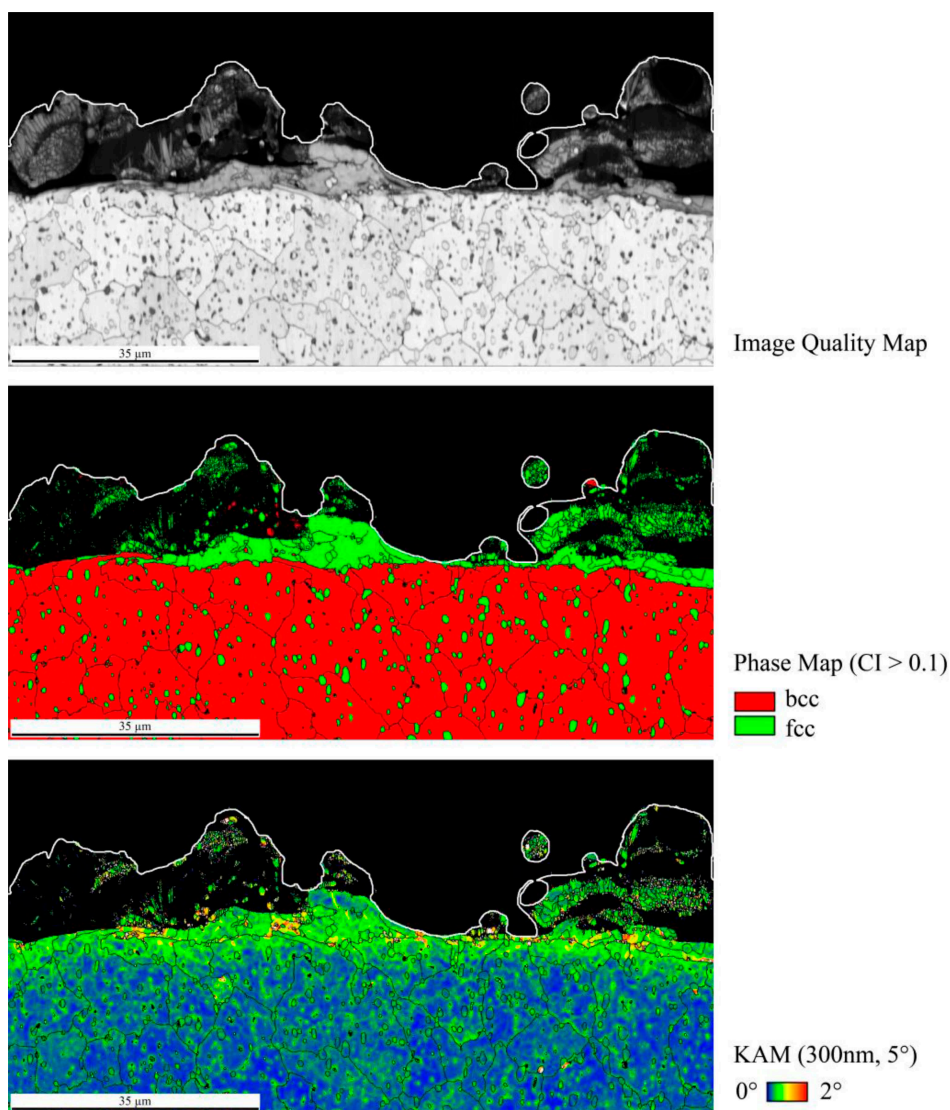 35 µm
Image Quality Map
35 µm
Phase Map (CI > 0.1)
bcc
fcc
35 µm
KAM (300nm, 5°)
0° 2°